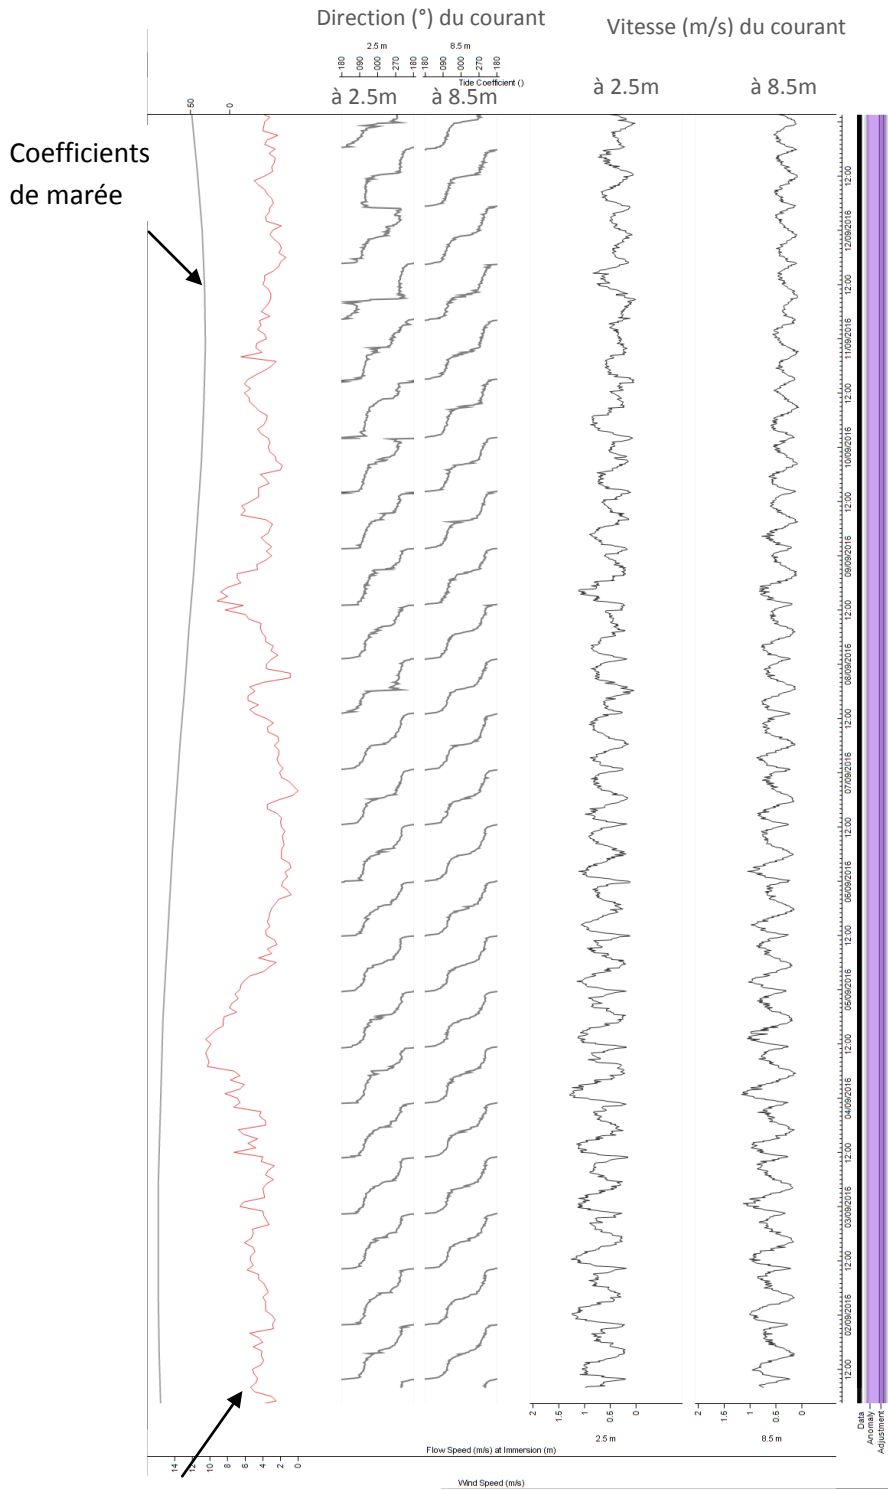 Direction (°) du courant
Vitesse (m/s) du courant
2.5 m
8.5 m
180 090 000 270 180
180 090 000 270 180
Tide Coefficient ()
à 2.5m
à 8.5m
à 2.5m
à 8.5m
50
0
Coefficients
de marée
12:00
12/09/2016
12:00
11/09/2016
12:00
10/09/2016
12:00
09/09/2016
12:00
08/09/2016
12:00
07/09/2016
12:00
06/09/2016
12:00
05/09/2016
12:00
04/09/2016
12:00
03/09/2016
12:00
02/09/2016
12:00
2 1.5 1 0.5 0
2.5 m
2 1.5 1 0.5 0
8.5 m
Data
Anomaly
Adjustment
Flow Speed (m/s) at Immersion (m)
14 12 10 8 6 4 2 0
Wind Speed (m/s)